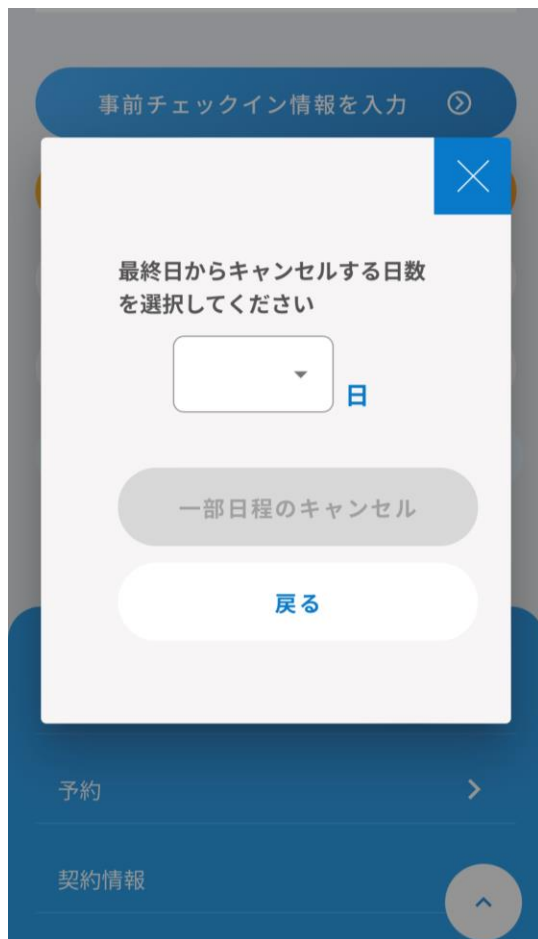 事前チェックイン情報を入力
最終日からキャンセルする日数
を選択してください
日
一部日程のキャンセル
戻る
予約
契約情報